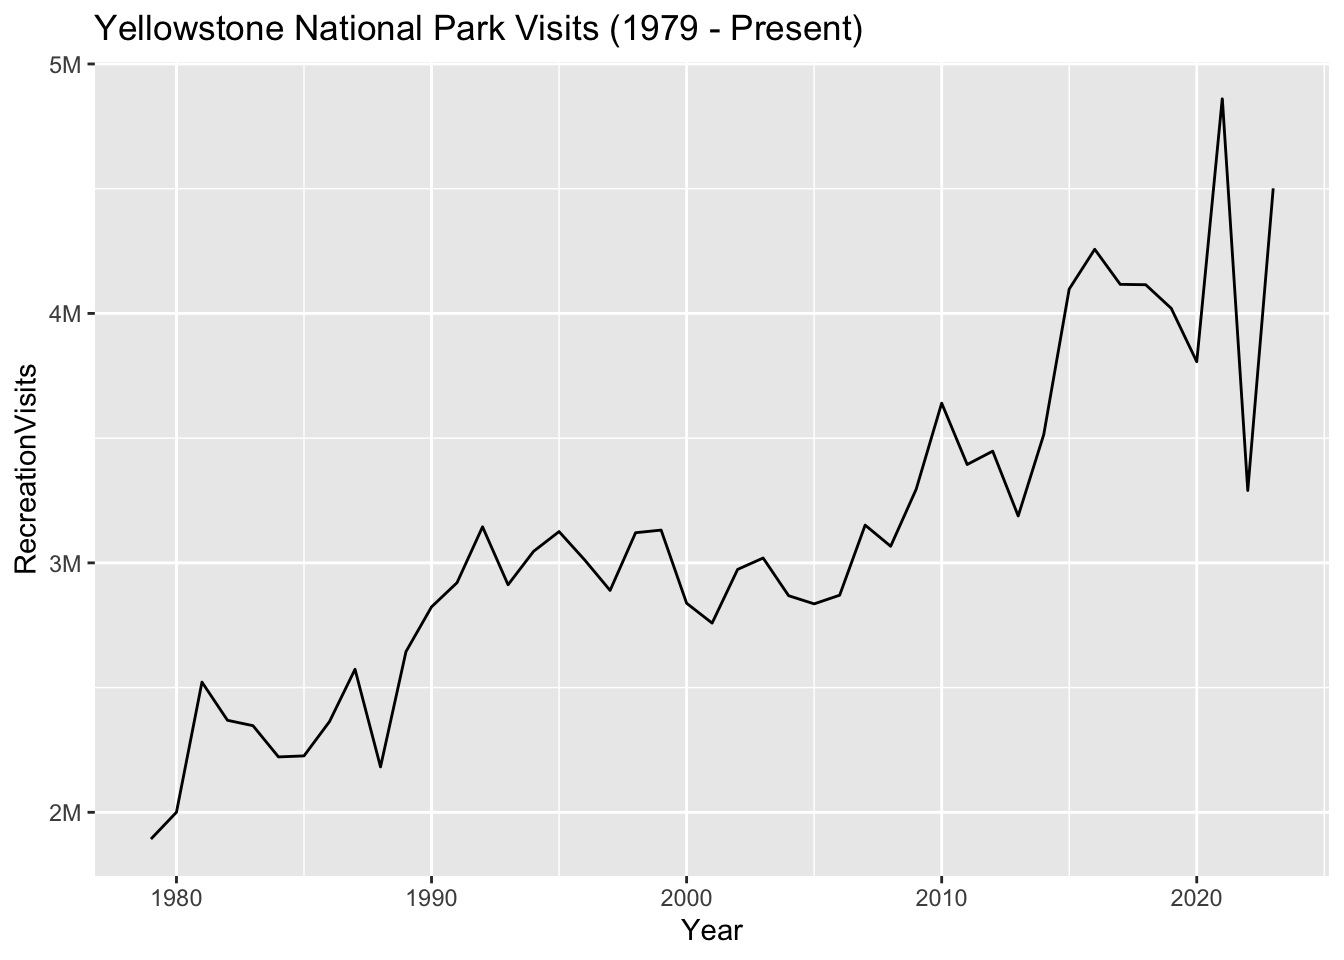 Yellowstone National Park Visits (1979 - Present)
5M
4M
3M
2M
RecreationVisits
1980 1990 2000 2010 2020
Year